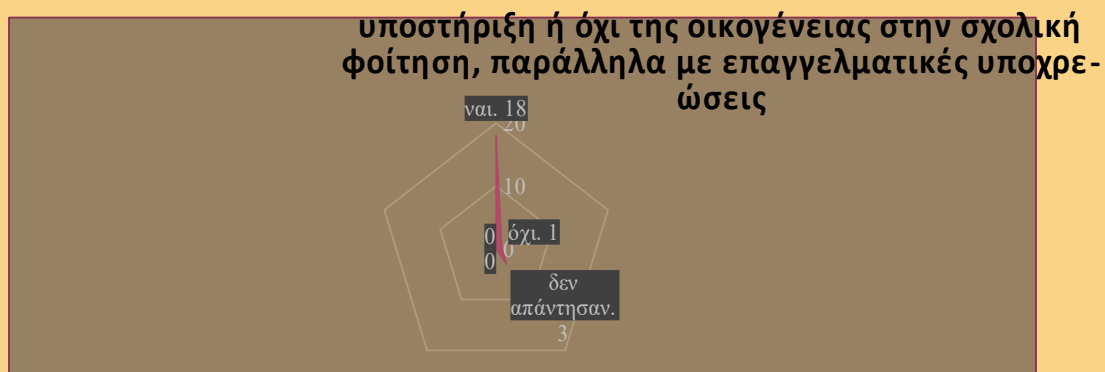 υποστήριξη ή όχι της οικογένειας στην σχολική
φοίτηση, παράλληλα με επαγγελματικές υποχρε-
ώσεις
ναι. 18
20
10
0
όχι. 1
0
0
δεν
απάντησαν.
3